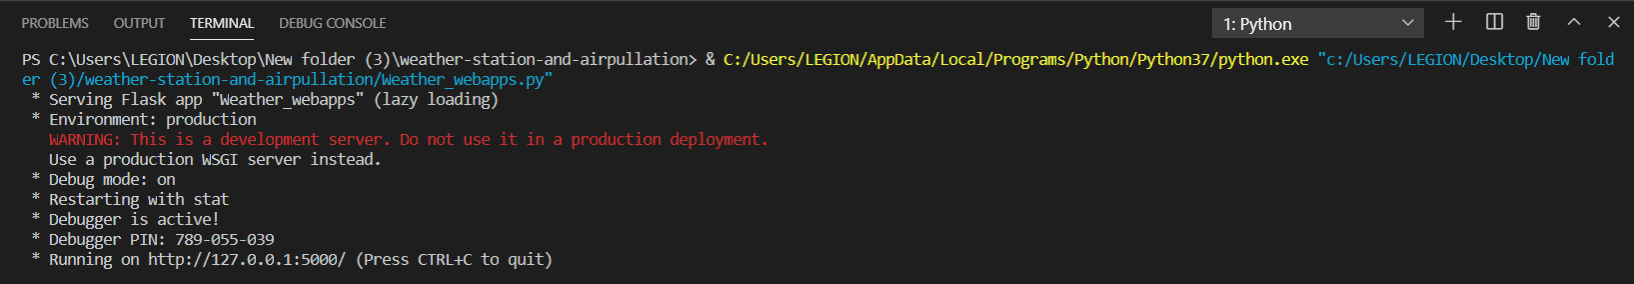 PROBLEMS OUTPUT TERMINAL DEBUG CONSOLE 1: Python
PS C:\Users\LEGION\Desktop\New folder (3)\weather-station-and-airpullation> & C:/Users/LEGION/AppData/Local/Programs/Python/Python37/python.exe "c:/Users/LEGION/Desktop/New fold
er (3)/weather-station-and-airpullation/Weather_webapps.py"
* Serving Flask app "Weather_webapps" (lazy loading)
* Environment: production
WARNING: This is a development server. Do not use it in a production deployment.
Use a production WSGI server instead.
* Debug mode: on
* Restarting with stat
* Debugger is active!
* Debugger PIN: 789-055-039
* Running on http://127.0.0.1:5000/ (Press CTRL+C to quit)